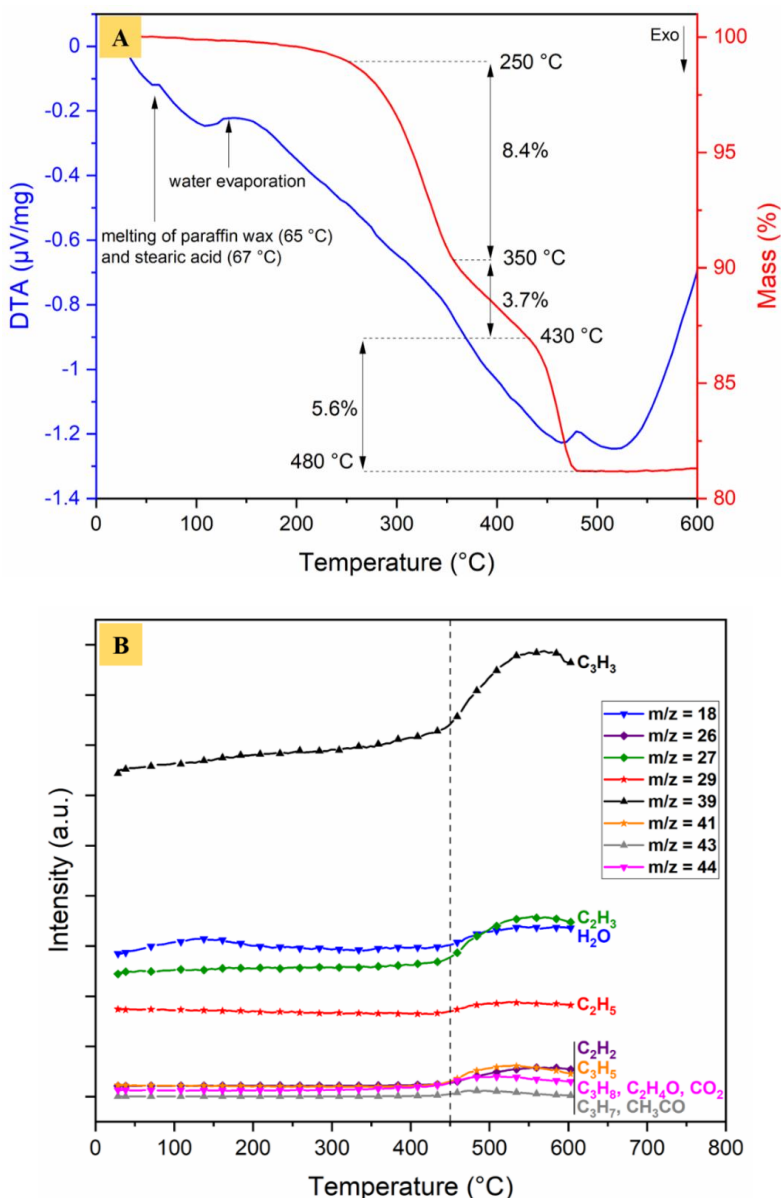 A
Exo
0
-0.2
-0.4
-0.6
-0.8
-1
-1.2
-1.4
DTA (µV/mg)
100
95
90
85
80
Mass (%)
250 °C
8.4%
water evaporation
melting of paraffin wax (65 °C)
and stearic acid (67 °C)
350 °C
3.7%
430 °C
5.6%
480 °C
0 100 200 300 400 500 600
Temperature (°C)
B
C₃H₃
m/z = 18
m/z = 26
m/z = 27
m/z = 29
m/z = 39
m/z = 41
m/z = 43
m/z = 44
Intensity (a.u.)
C₂H₃
H₂O
C₂H₅
C₂H₂
C₃H₅
C₃H₈, C₂H₄O, CO₂
C₃H₇, CH₃CO
0 100 200 300 400 500 600 700 800
Temperature (°C)